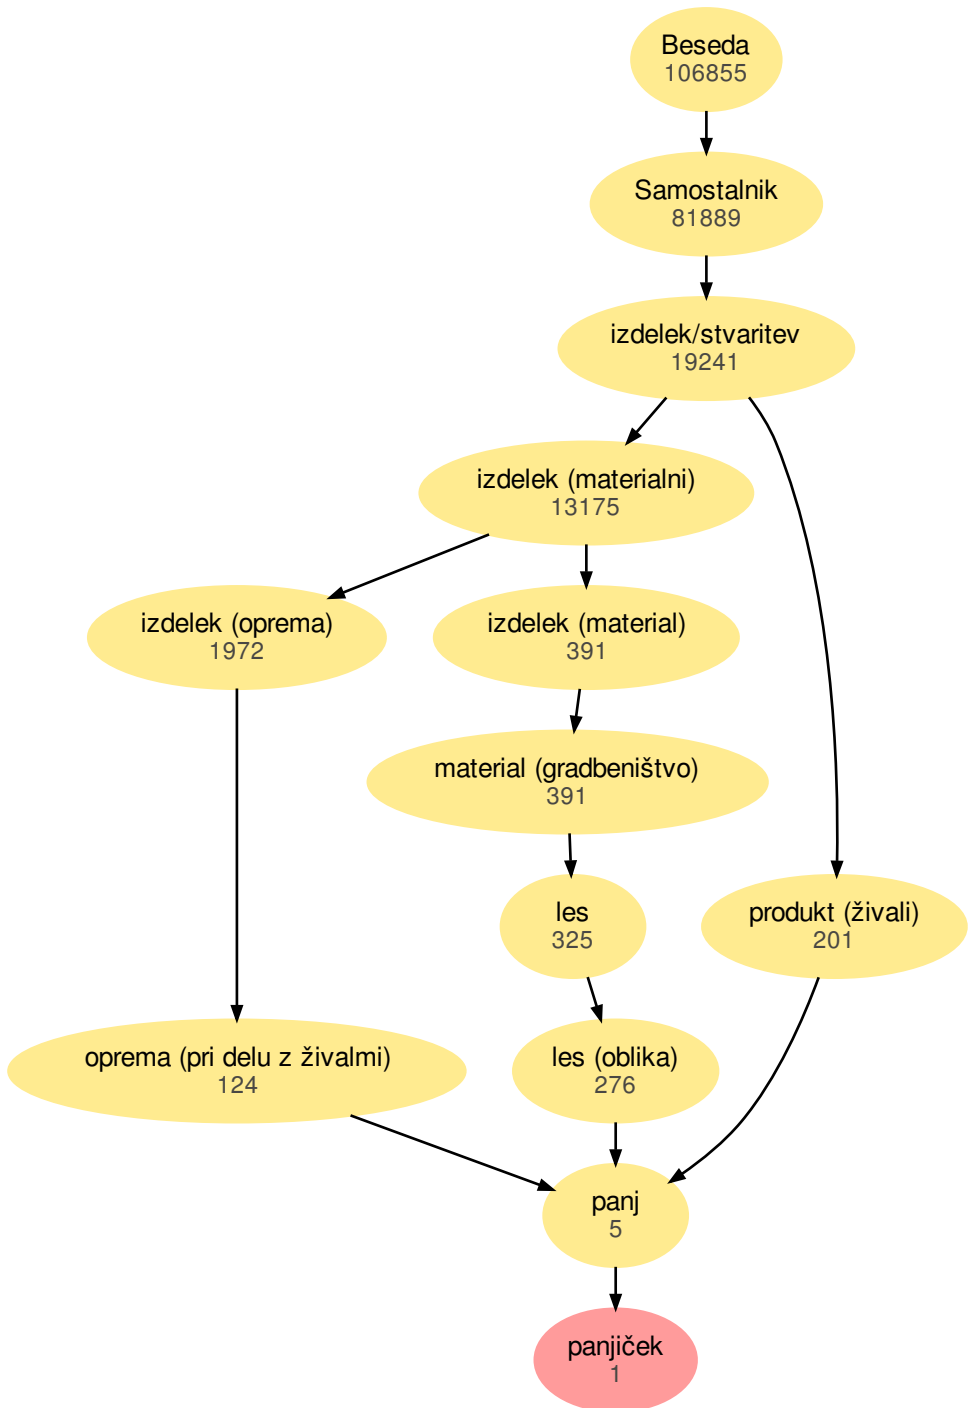 Beseda
106855
Samostalnik
81889
izdelek/stvaritev
19241
izdelek (materialni)
13175
izdelek (oprema)
1972
izdelek (material)
391
material (gradbeništvo)
391
les
325
produkt (živali)
201
oprema (pri delu z živalmi)
124
les (oblika)
276
panj
5
panjiček
1